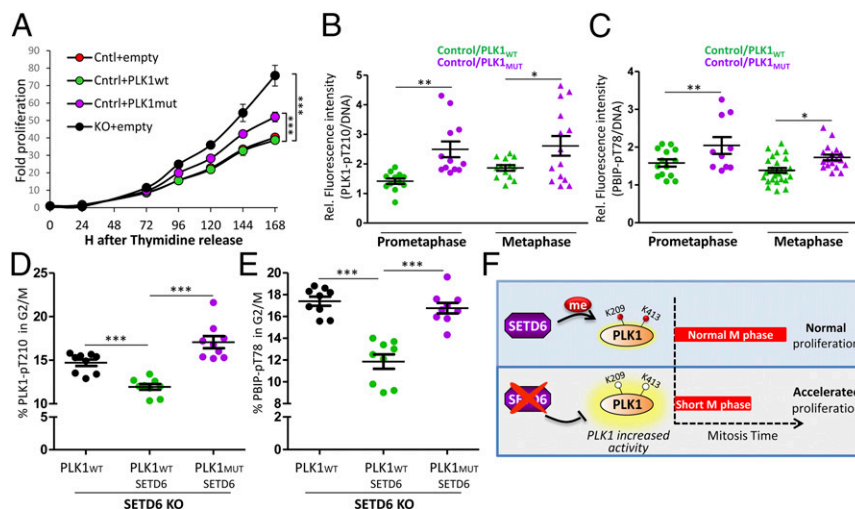 A
Fold proliferation
90
80
70
60
50
40
30
20
10
0
Cntl+empty
Cntrl+PLK1wt
Cntrl+PLK1mut
KO+empty
***
***
0 24 48 72 96 120 144 168
H after Thymidine release
B
Control/PLK1WT
Control/PLK1MUT
Rel. Fluorescence intensity
(PLK1-pT210/DNA)
5
4
3
2
1
0
** *
Prometaphase Metaphase
C
Control/PLK1WT
Control/PLK1MUT
Rel. Fluorescence intensity
(PBIP-pT78/DNA)
4
3
2
1
0
** *
Prometaphase Metaphase
D
% PLK1-pT210 in G2/M
25
20
15
10
5
0
*** ***
PLK1WT PLK1WT PLK1MUT
SETD6 SETD6
SETD6 KO
E
% PBIP-pT78 in G2/M
20
18
16
14
12
10
8
2
0
*** ***
PLK1WT PLK1WT PLK1MUT
SETD6 SETD6
SETD6 KO
F
SETD6
me
K209 K413
PLK1
Normal M phase
Normal
proliferation
SETD6
K209 K413
PLK1
PLK1 increased
activity
Short M phase
Mitosis Time
Accelerated
proliferation